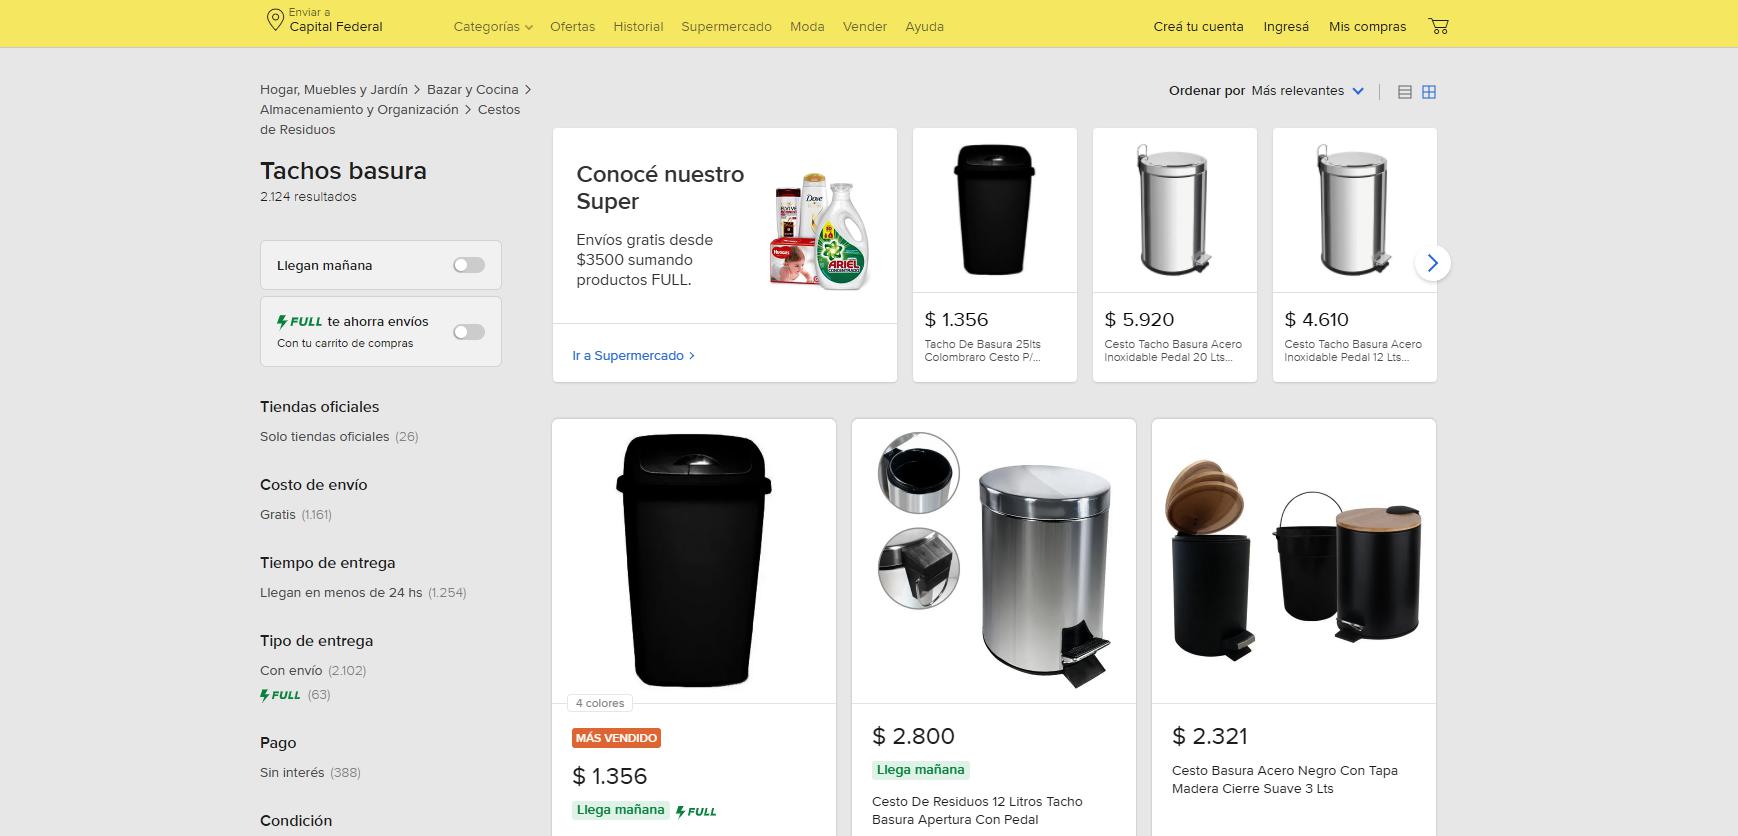 Enviar a
Capital Federal
Categorías
Ofertas
Historial
Supermercado
Moda
Vender
Ayuda
Creá tu cuenta
Ingresá
Mis compras
Hogar, Muebles y Jardín > Bazar y Cocina >
Almacenamiento y Organización > Cestos
de Residuos
Tachos basura
2.124 resultados
Llegan mañana
FULL te ahorra envíos
Con tu carrito de compras
Tiendas oficiales
Solo tiendas oficiales (26)
Costo de envío
Gratis (1.161)
Tiempo de entrega
Llegan en menos de 24 hs (1.254)
Tipo de entrega
Con envío (2.102)
FULL (63)
Pago
Sin interés (388)
Condición
Ordenar por Más relevantes
Conocé nuestro
Super
Envíos gratis desde
$3500 sumando
productos FULL.
Dove
Huggies
ARIEL
CONCENTRADO
Ir a Supermercado >
$ 1.356
Tacho De Basura 25lts
Colombraro Cesto P/...
$ 5.920
Cesto Tacho Basura Acero
Inoxidable Pedal 20 Lts...
$ 4.610
Cesto Tacho Basura Acero
Inoxidable Pedal 12 Lts...
4 colores
MÁS VENDIDO
$ 1.356
Llega mañana FULL
$ 2.800
Llega mañana
Cesto De Residuos 12 Litros Tacho
Basura Apertura Con Pedal
$ 2.321
Cesto Basura Acero Negro Con Tapa
Madera Cierre Suave 3 Lts